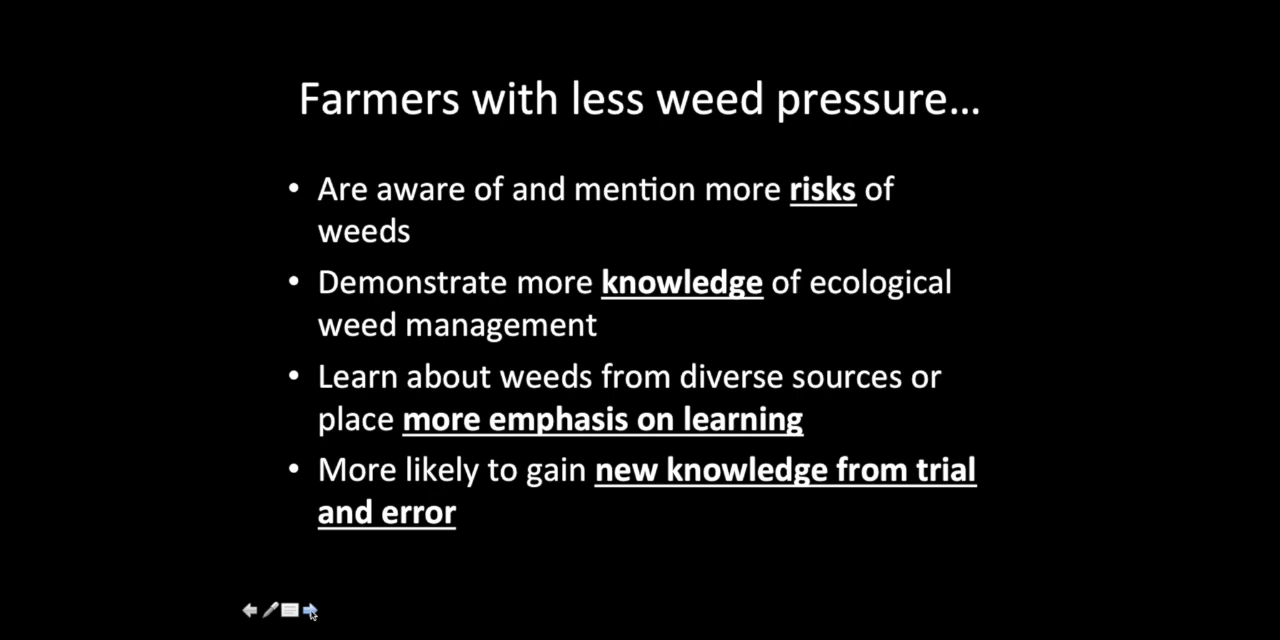 Farmers with less weed pressure…
• Are aware of and mention more risks of
weeds
• Demonstrate more knowledge of ecological
weed management
• Learn about weeds from diverse sources or
place more emphasis on learning
• More likely to gain new knowledge from trial
and error